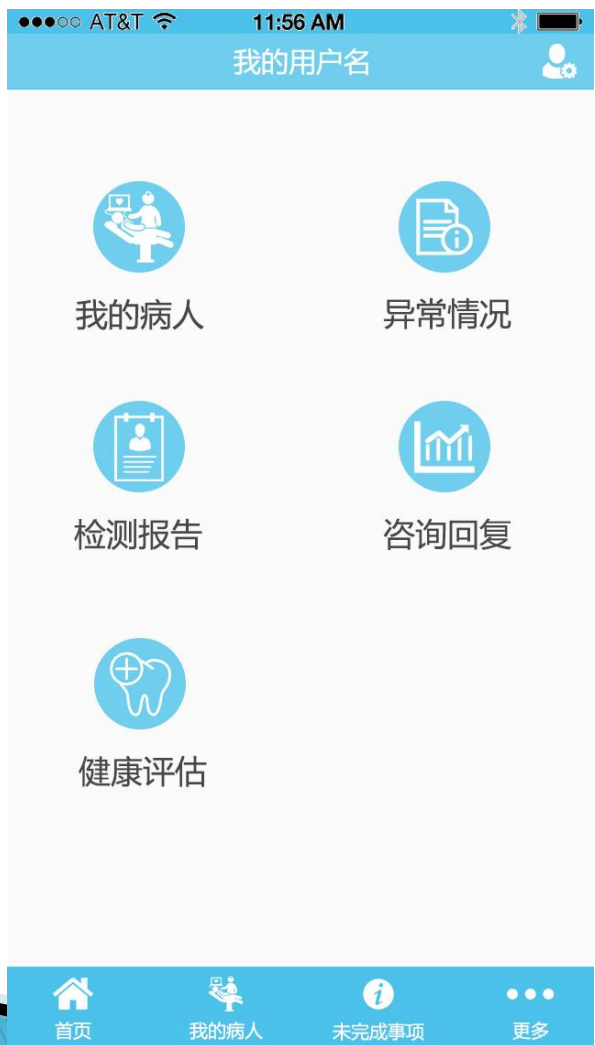 AT&T 11:56 AM
我的用户名
我的病人 异常情况
检测报告 咨询回复
健康评估
首页 我的病人 未完成事项 更多